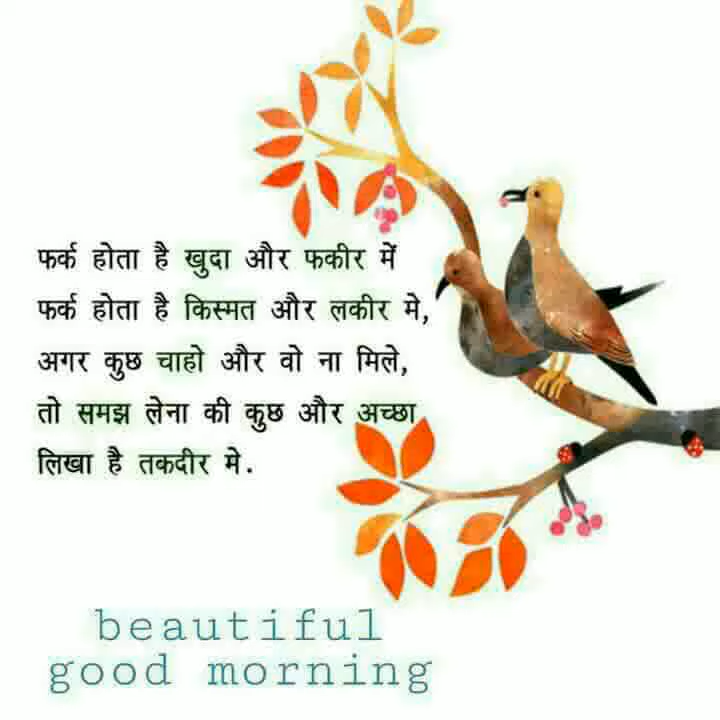 फर्क होता है खुदा और फकीर में
फर्क होता है किस्मत और लकीर मे,
अगर कुछ चाहो और वो ना मिले,
तो समझ लेना की कुछ और अच्छा
लिखा है तकदीर मे.
beautiful
good morning